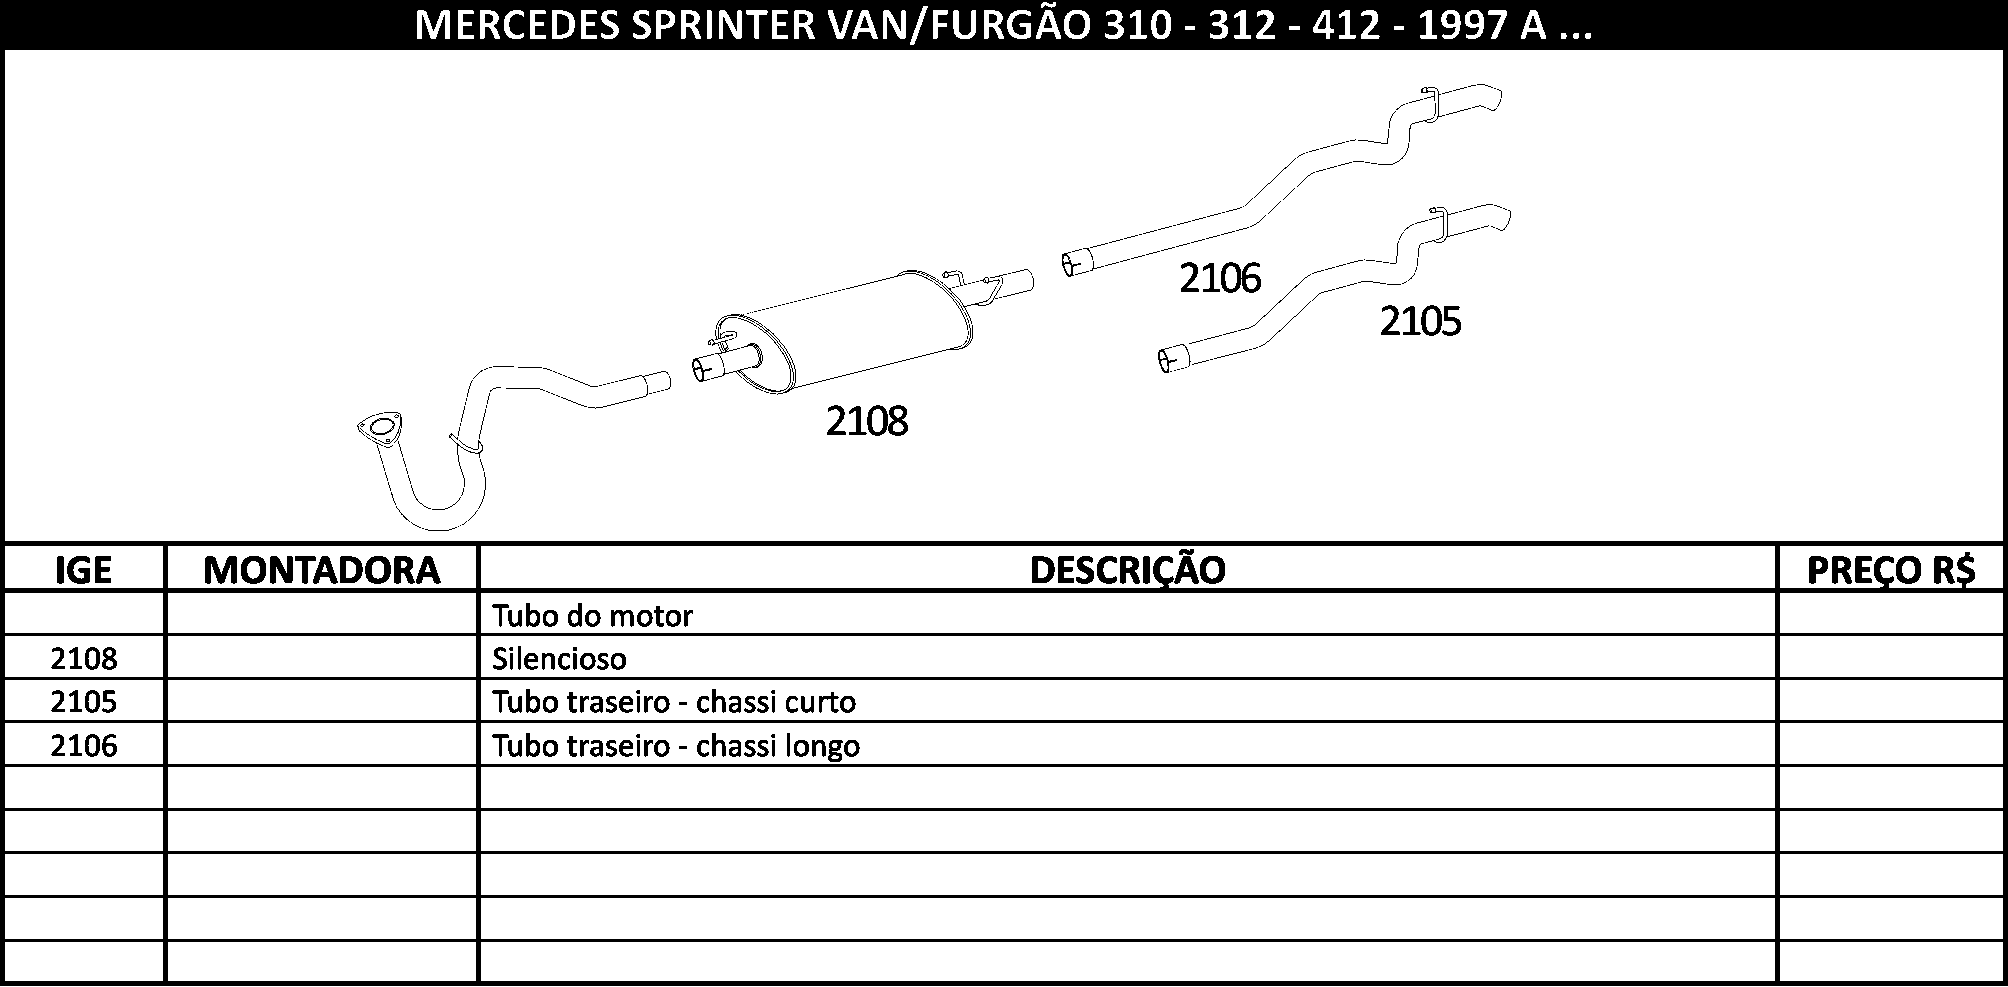 MERCEDES SPRINTER VAN/FURGÃO 310 - 312 - 412 - 1997 A ...
2106
2105
2108
IGE MONTADORA DESCRIÇÃO PREÇO R$
Tubo do motor
2108 Silencioso
2105 Tubo traseiro - chassi curto
2106 Tubo traseiro - chassi longo